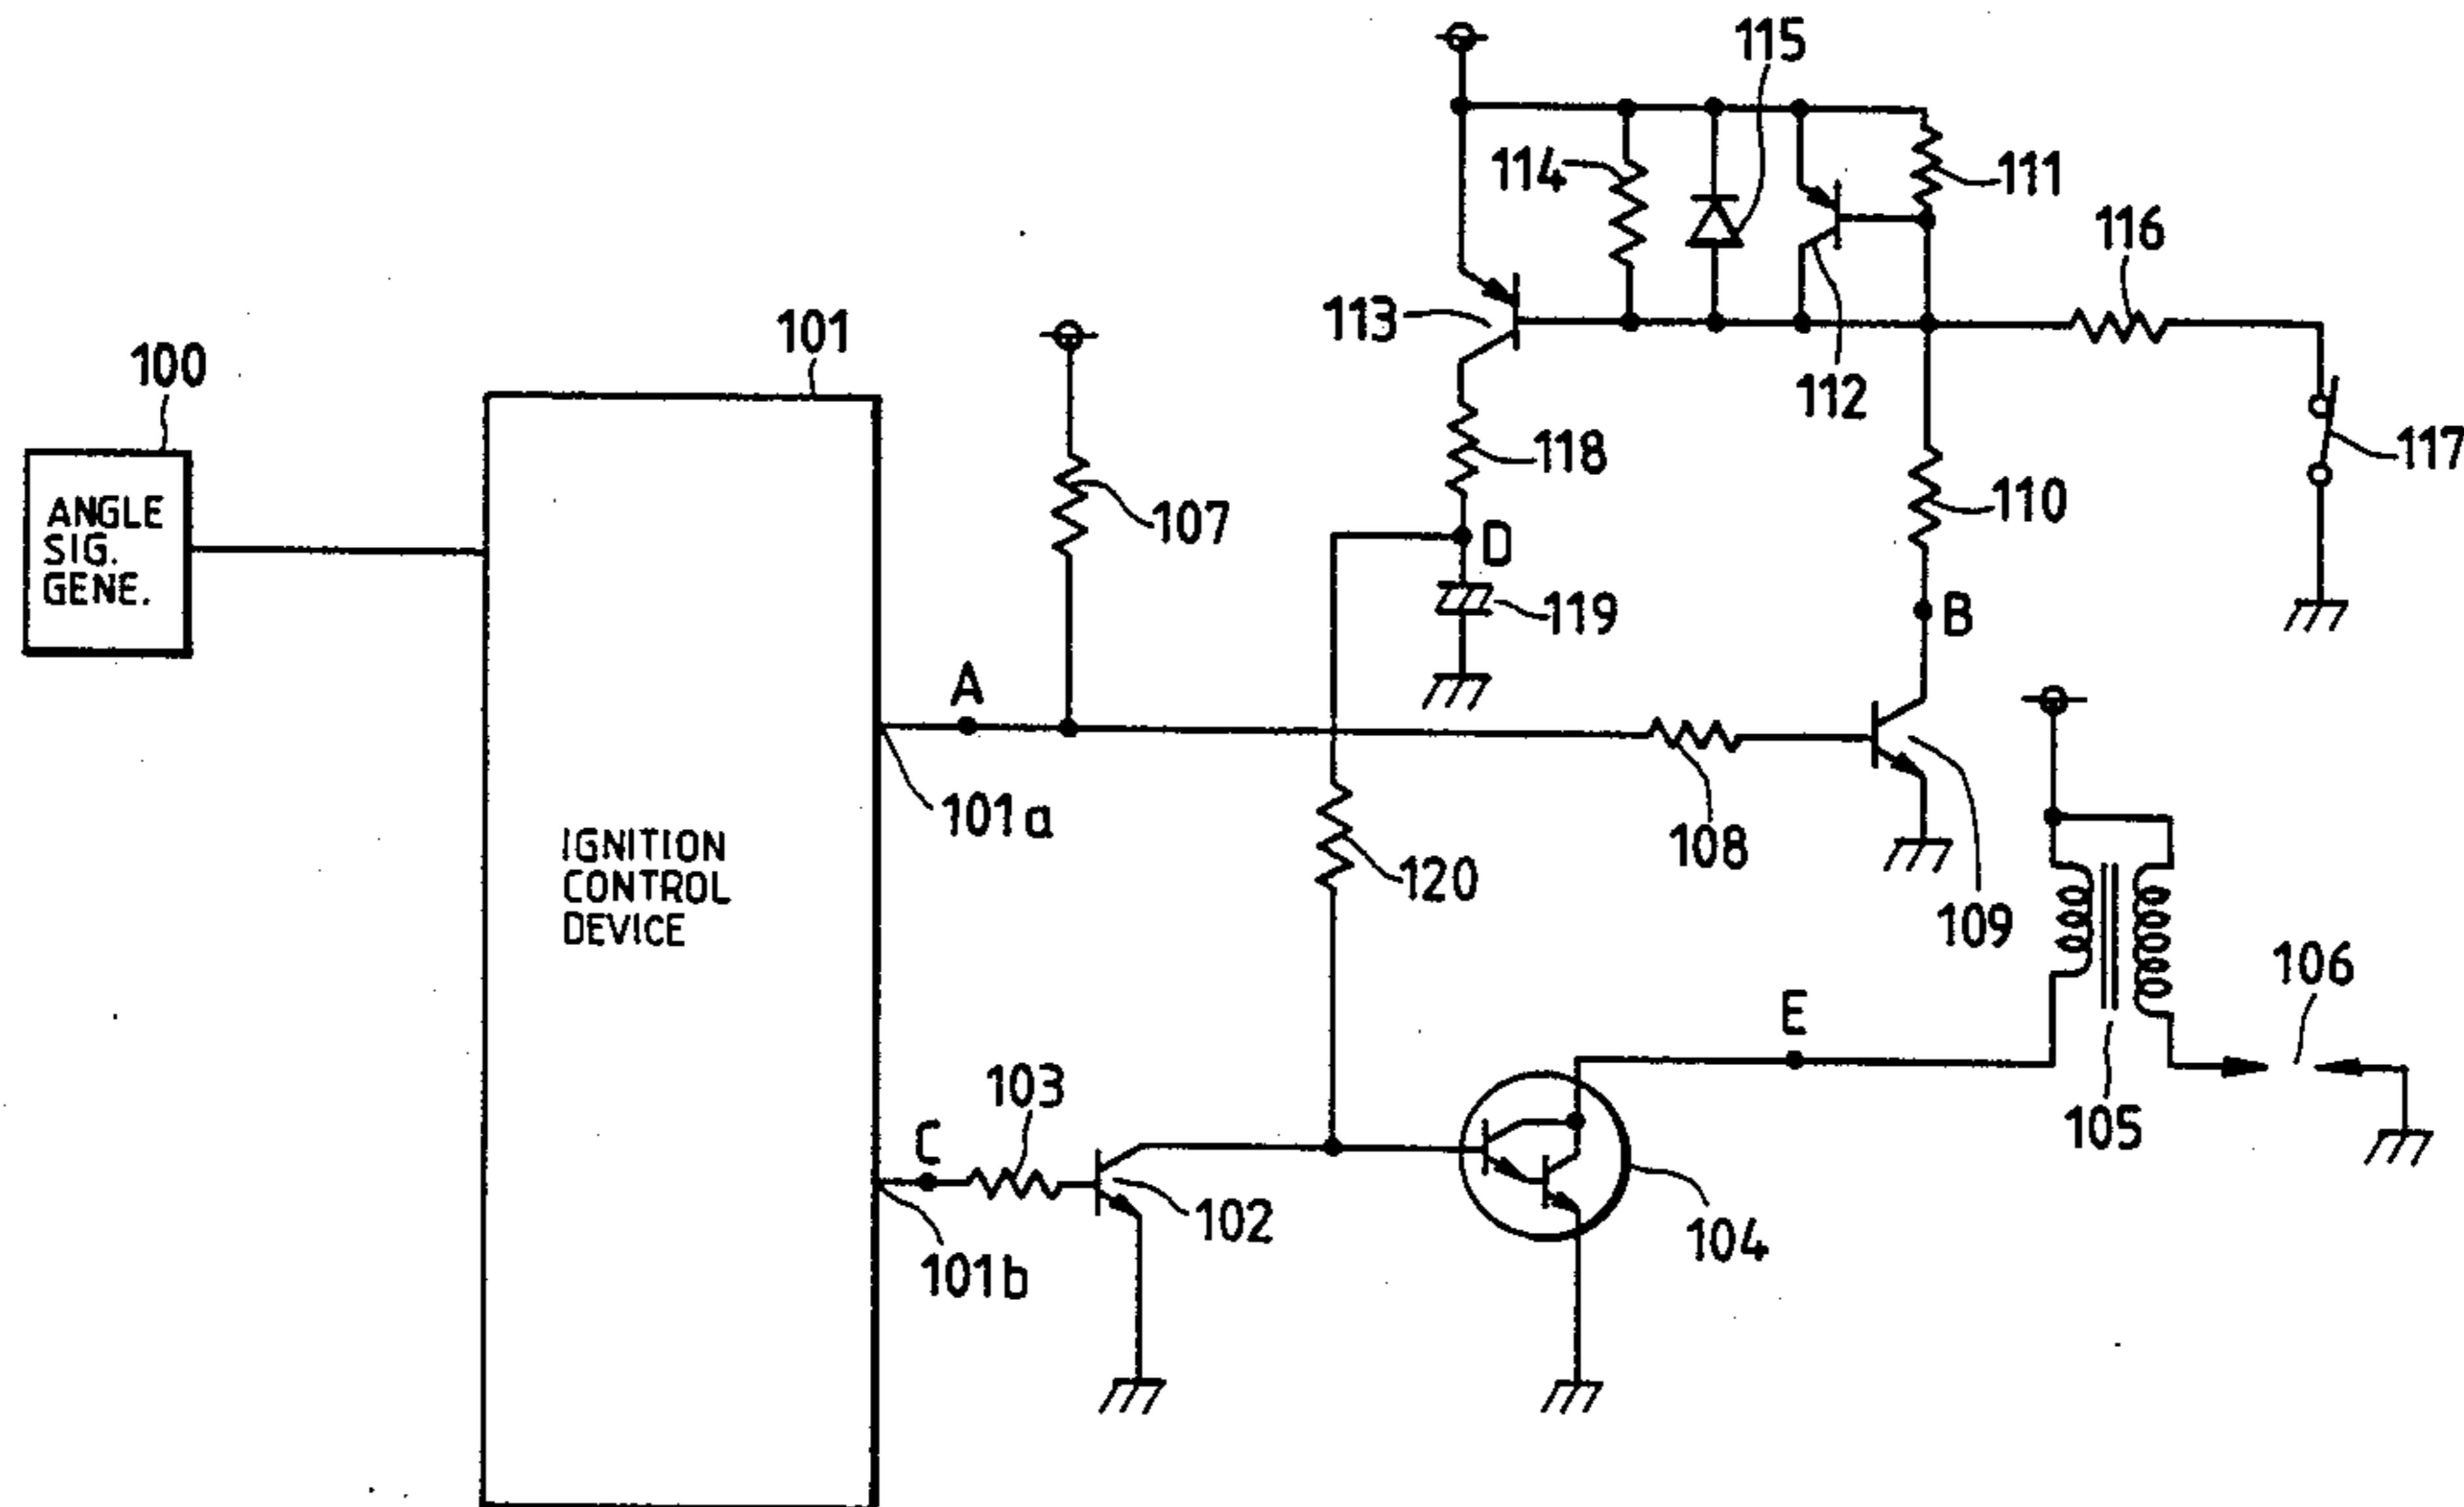 115
114
111
116
113
101
100
112
118
117
107
110
ANGLE
SIG.
GENE.
D
119
B
A
101a
108
IGNITION
CONTROL
DEVICE
120
109
106
E
103
105
C
102
104
101b